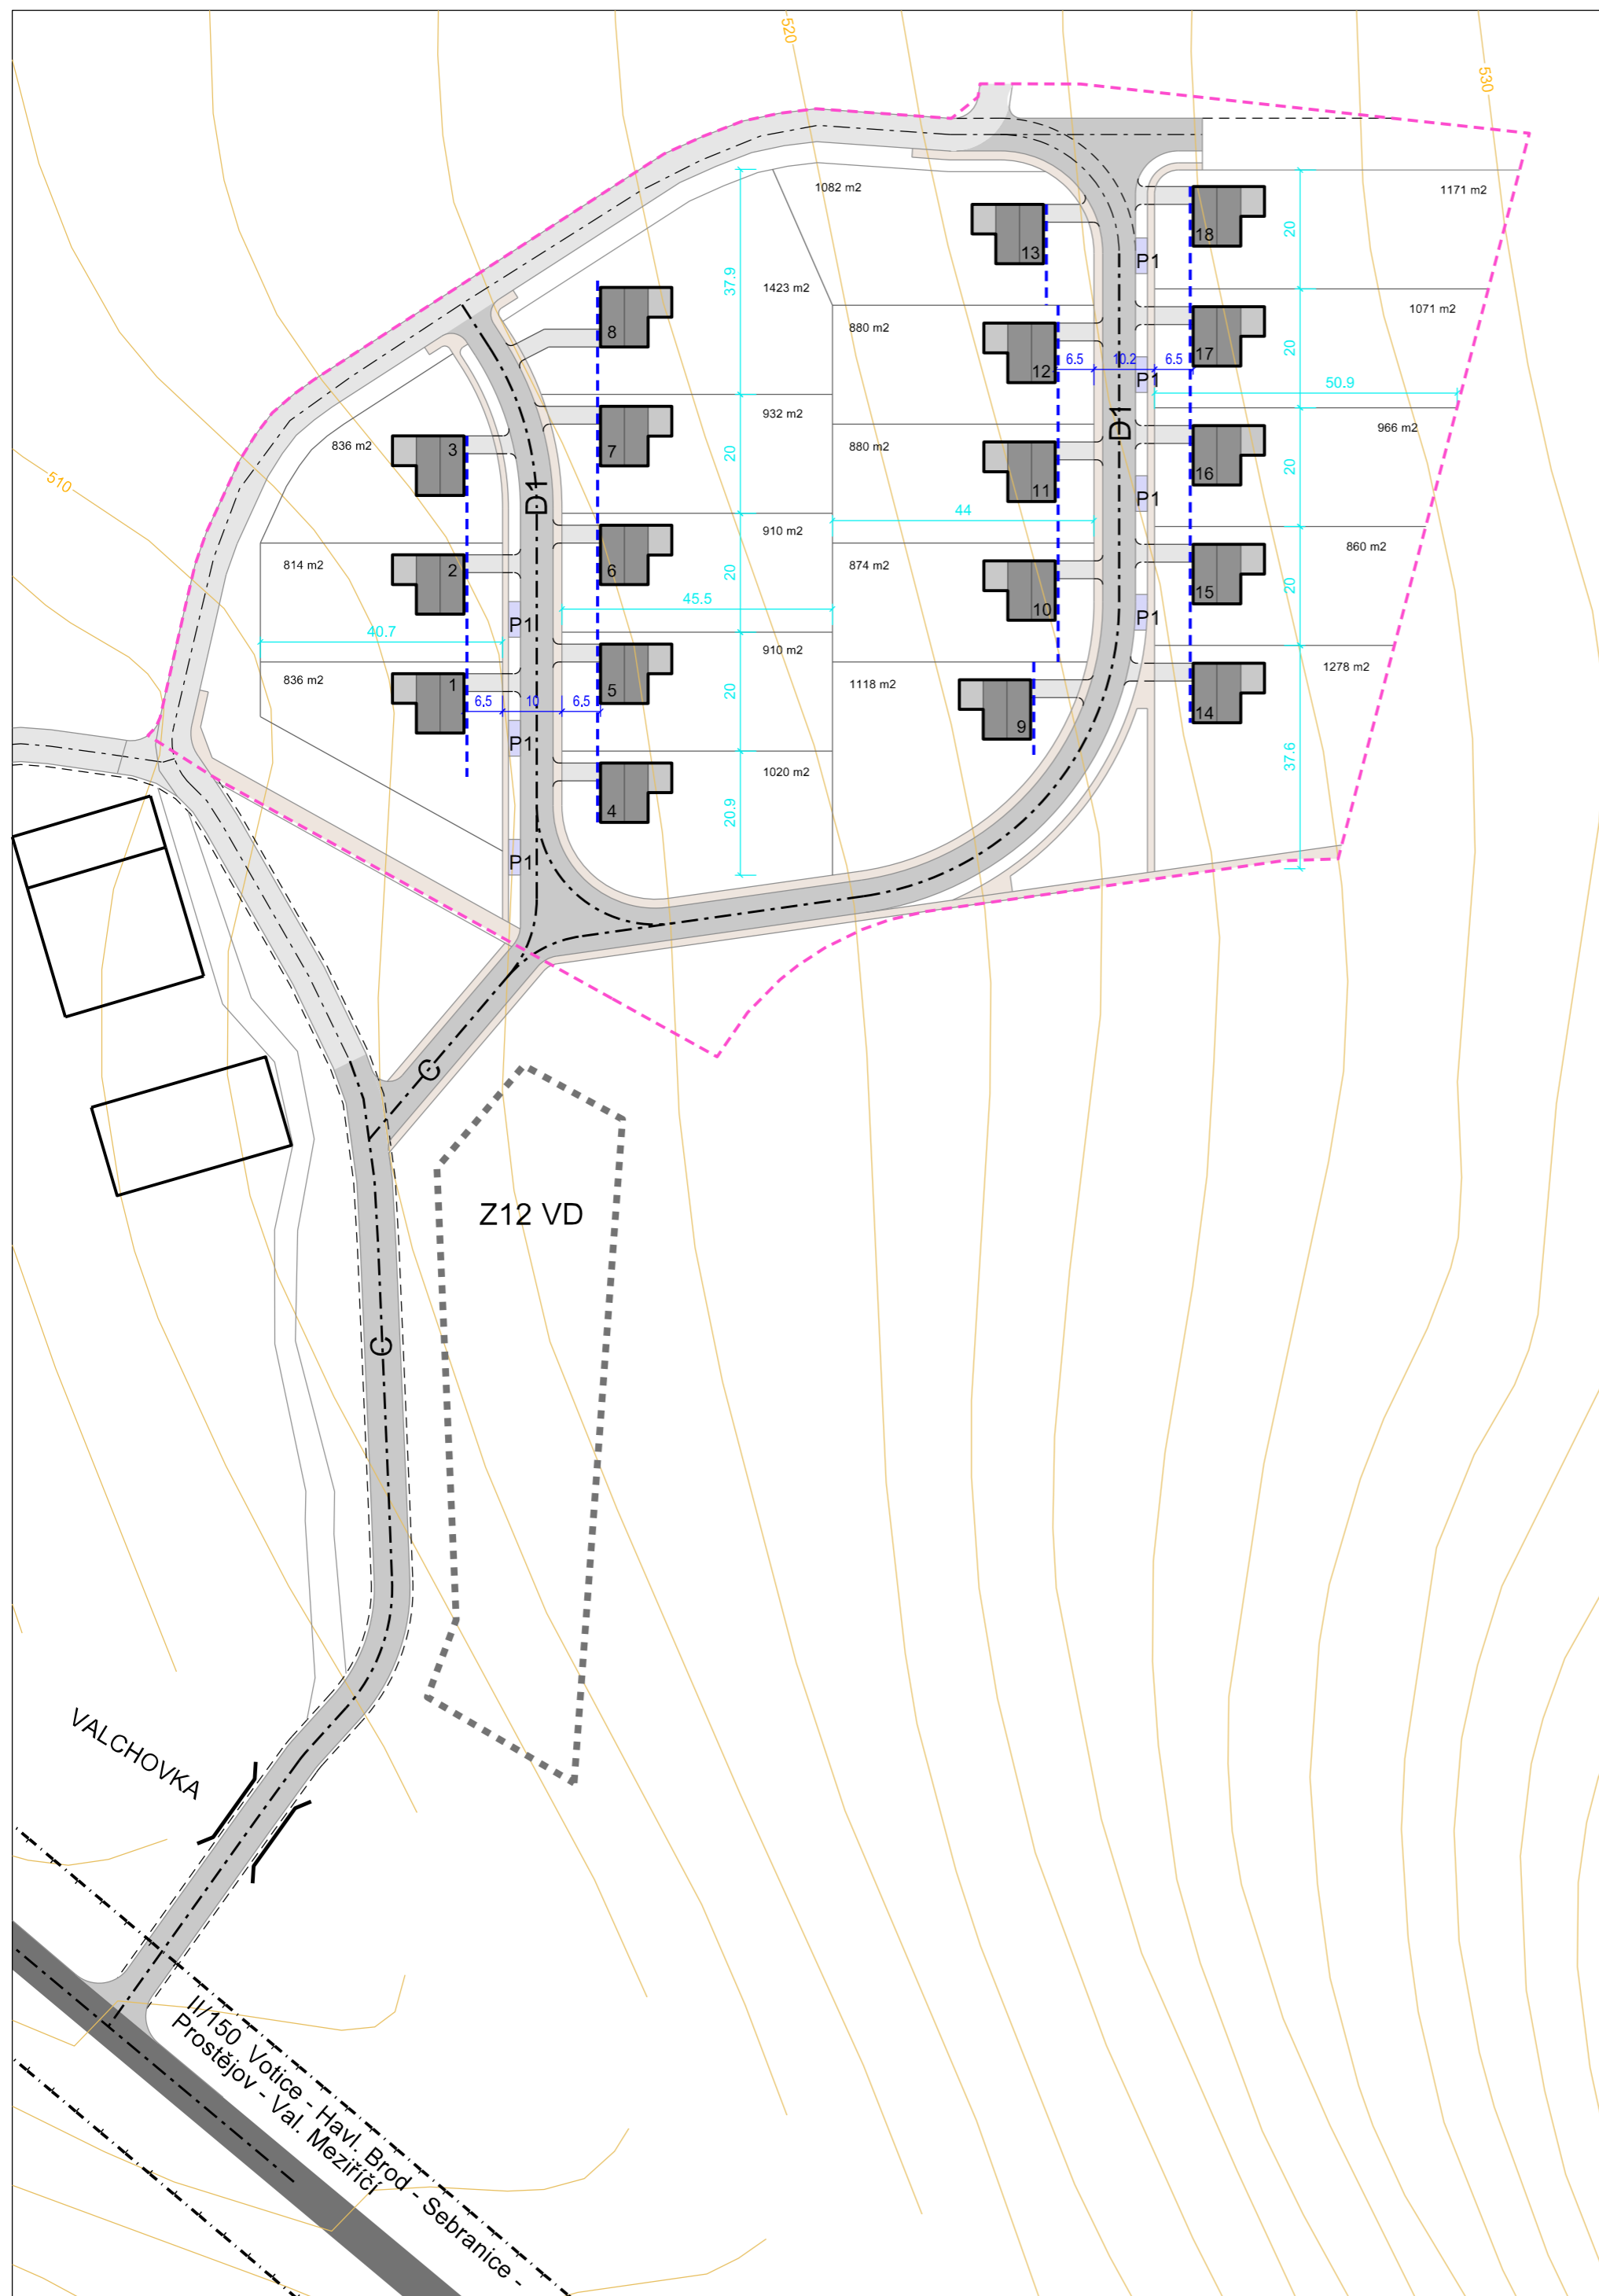 520
530
1082 m2
1171 m2
18
13
P1
20
37.9
1423 m2
1071 m2
8
880 m2
17
12
6.5
10.2
6.5
P1
20
50.9
932 m2
D1
966 m2
836 m2
3
7
20
880 m2
11
16
20
510
D1
P1
44
910 m2
814 m2
2
6
20
874 m2
10
15
860 m2
20
45.5
P1
P1
40.7
910 m2
836 m2
1
5
20
1118 m2
1278 m2
6.5
10
6.5
9
14
P1
37.6
1020 m2
4
20.9
P1
C
Z12 VD
C
VALCHOVKA
II/150 Votice - Havl. Brod - Sebranice -
Prostějov - Val. Meziříčí